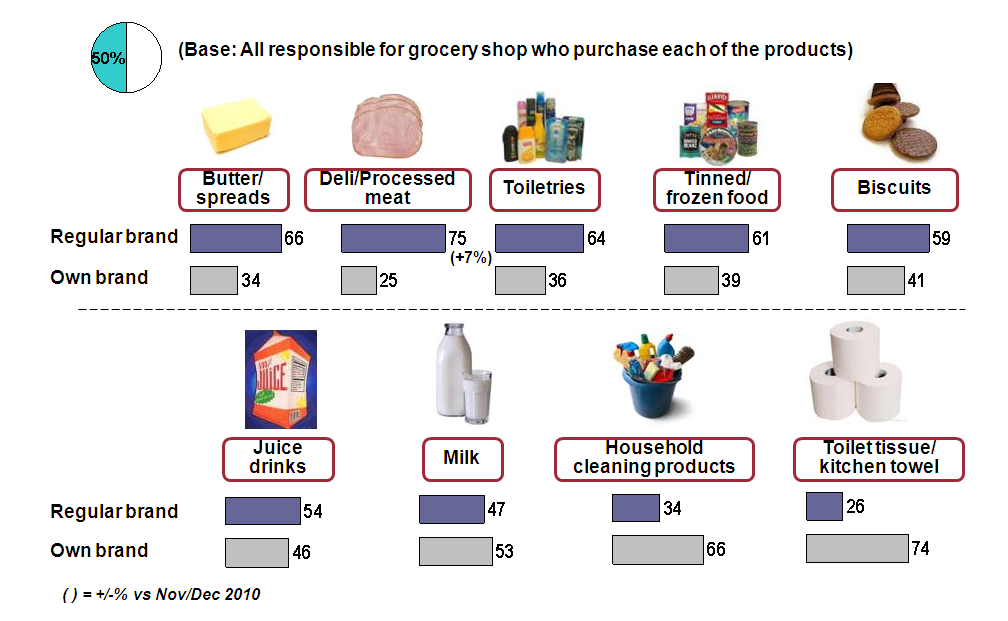 50%
(Base: All responsible for grocery shop who purchase each of the products)
Butter/
spreads
Deli/Processed
meat
Toiletries
Tinned/
frozen food
Biscuits
Regular brand
66
75
(+7%)
64
61
59
Own brand
34
25
36
39
41
JUICE
Juice
drinks
Milk
Household
cleaning products
Toilet tissue/
kitchen towel
Regular brand
54
47
34
26
Own brand
46
53
66
74
( ) = +/-% vs Nov/Dec 2010